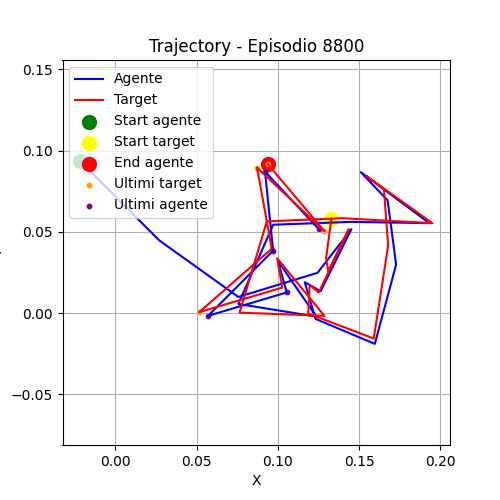 Trajectory - Episodio 8800
0.15
0.10
0.05
0.00
−0.05
Agente
Target
Start agente
Start target
End agente
Ultimi target
Ultimi agente
0.00 0.05 0.10 0.15 0.20
X